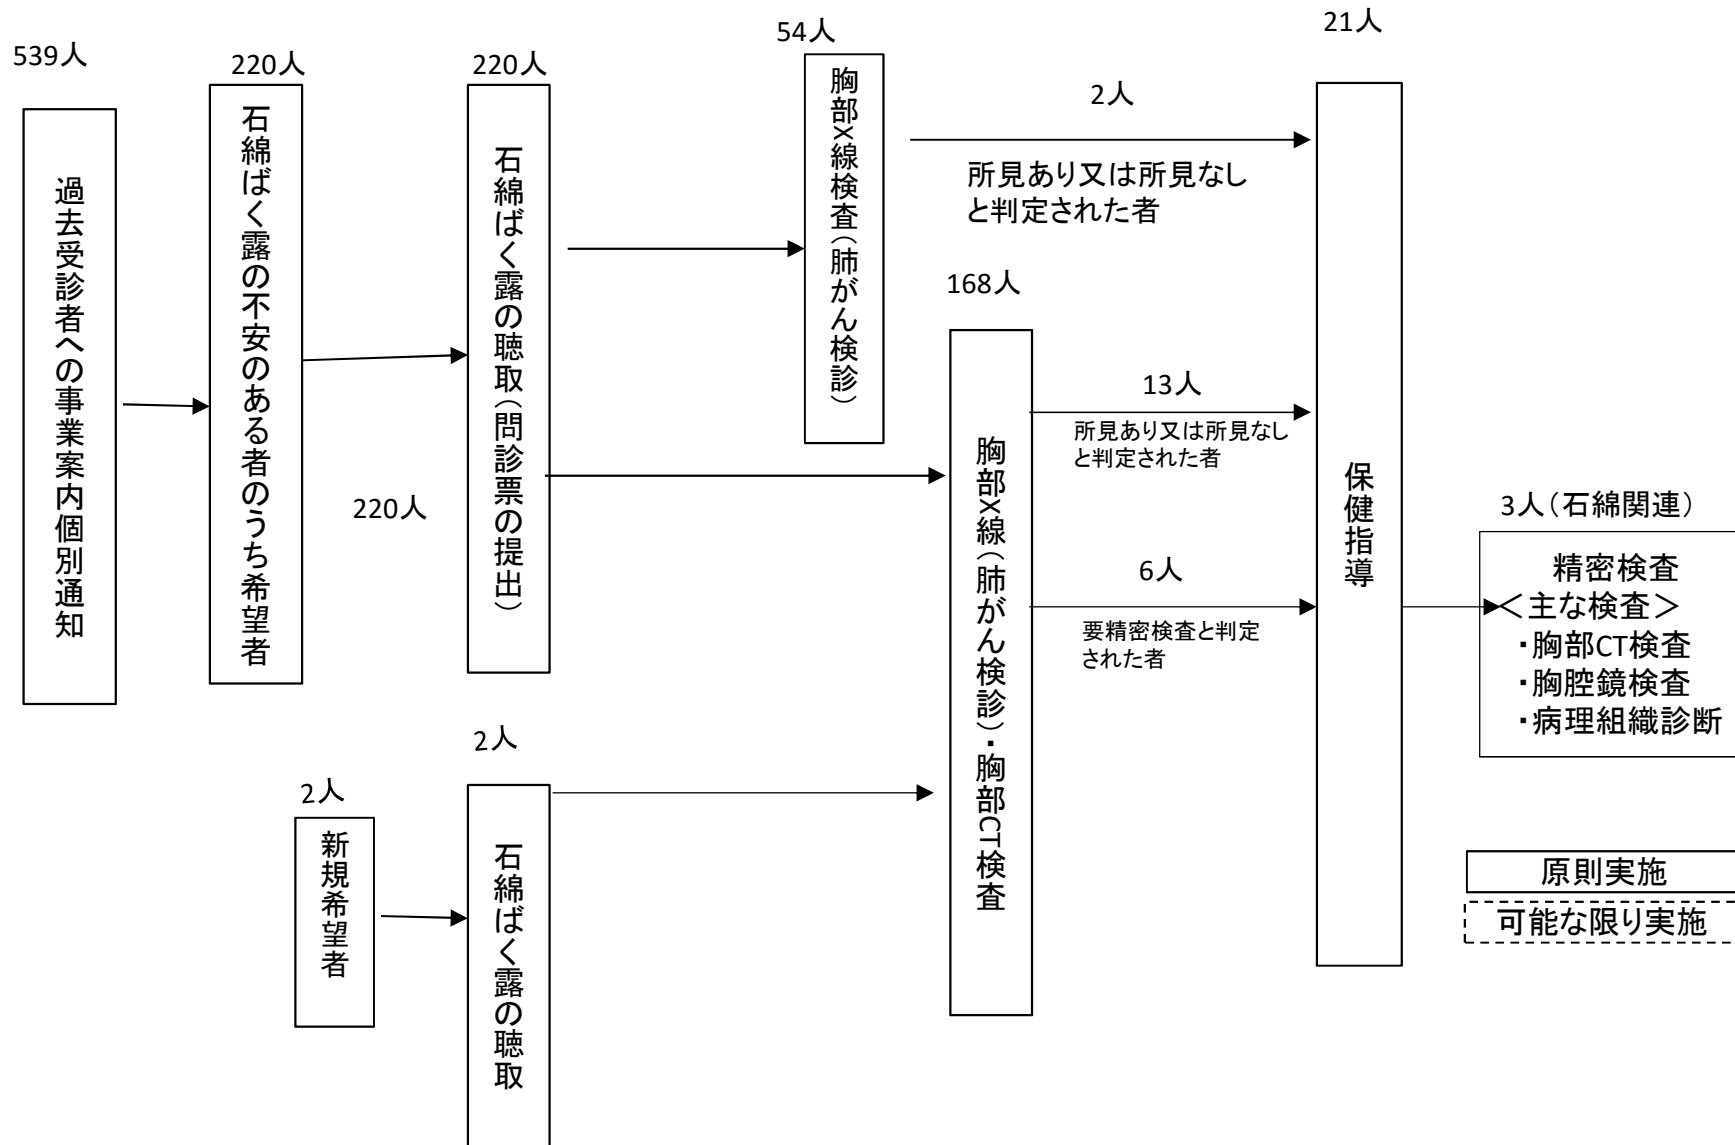 539人
過去受診者への事業案内個別通知
220人
石綿ばく露の不安のある者のうち希望者
220人
220人
石綿ばく露の聴取（問診票の提出）
54人
胸部X線検査（肺がん検診）
2人
所見あり又は所見なし
と判定された者
168人
胸部X線（肺がん検診）・胸部CT検査
13人
所見あり又は所見なし
と判定された者
6人
要精密検査と判定
された者
21人
保健指導
3人（石綿関連）
精密検査
＜主な検査＞
・胸部CT検査
・胸腔鏡検査
・病理組織診断
2人
新規希望者
2人
石綿ばく露の聴取
原則実施
可能な限り実施